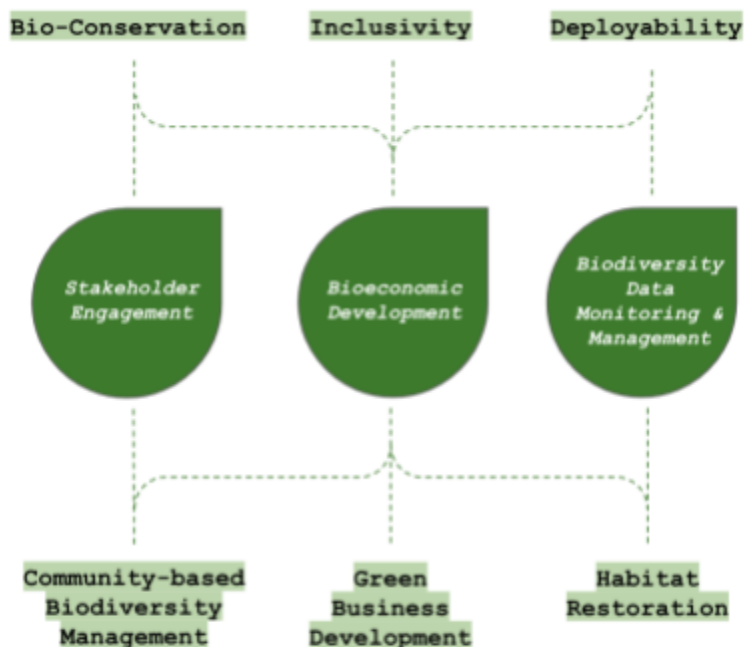 Bio-Conservation
Inclusivity
Deployability
Stakeholder
Engagement
Bioeconomic
Development
Biodiversity
Data
Monitoring &
Management
Community-based
Biodiversity
Management
Green
Business
Development
Habitat
Restoration